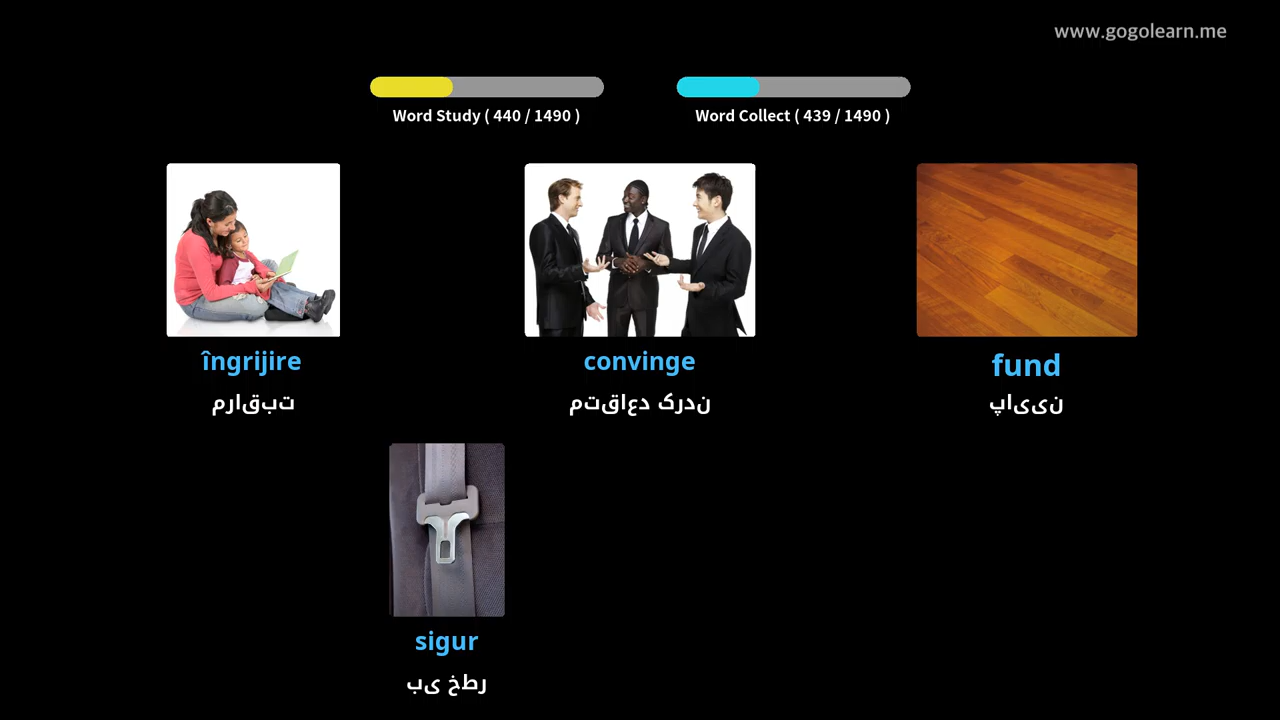 www.gogolearn.me
Word Study ( 440 / 1490 )
Word Collect ( 439 / 1490 )
îngrijire
تبقارم
convinge
ندرک دعاقتم
fund
نییاپ
sigur
رطخ یب